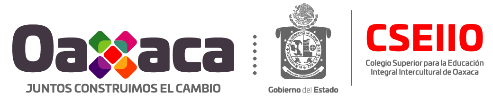 Oaxaca
JUNTOS CONSTRUIMOS EL CAMBIO
Gobierno del Estado
CSEIIO
Colegio Superior para la Educación
Integral Intercultural de Oaxaca